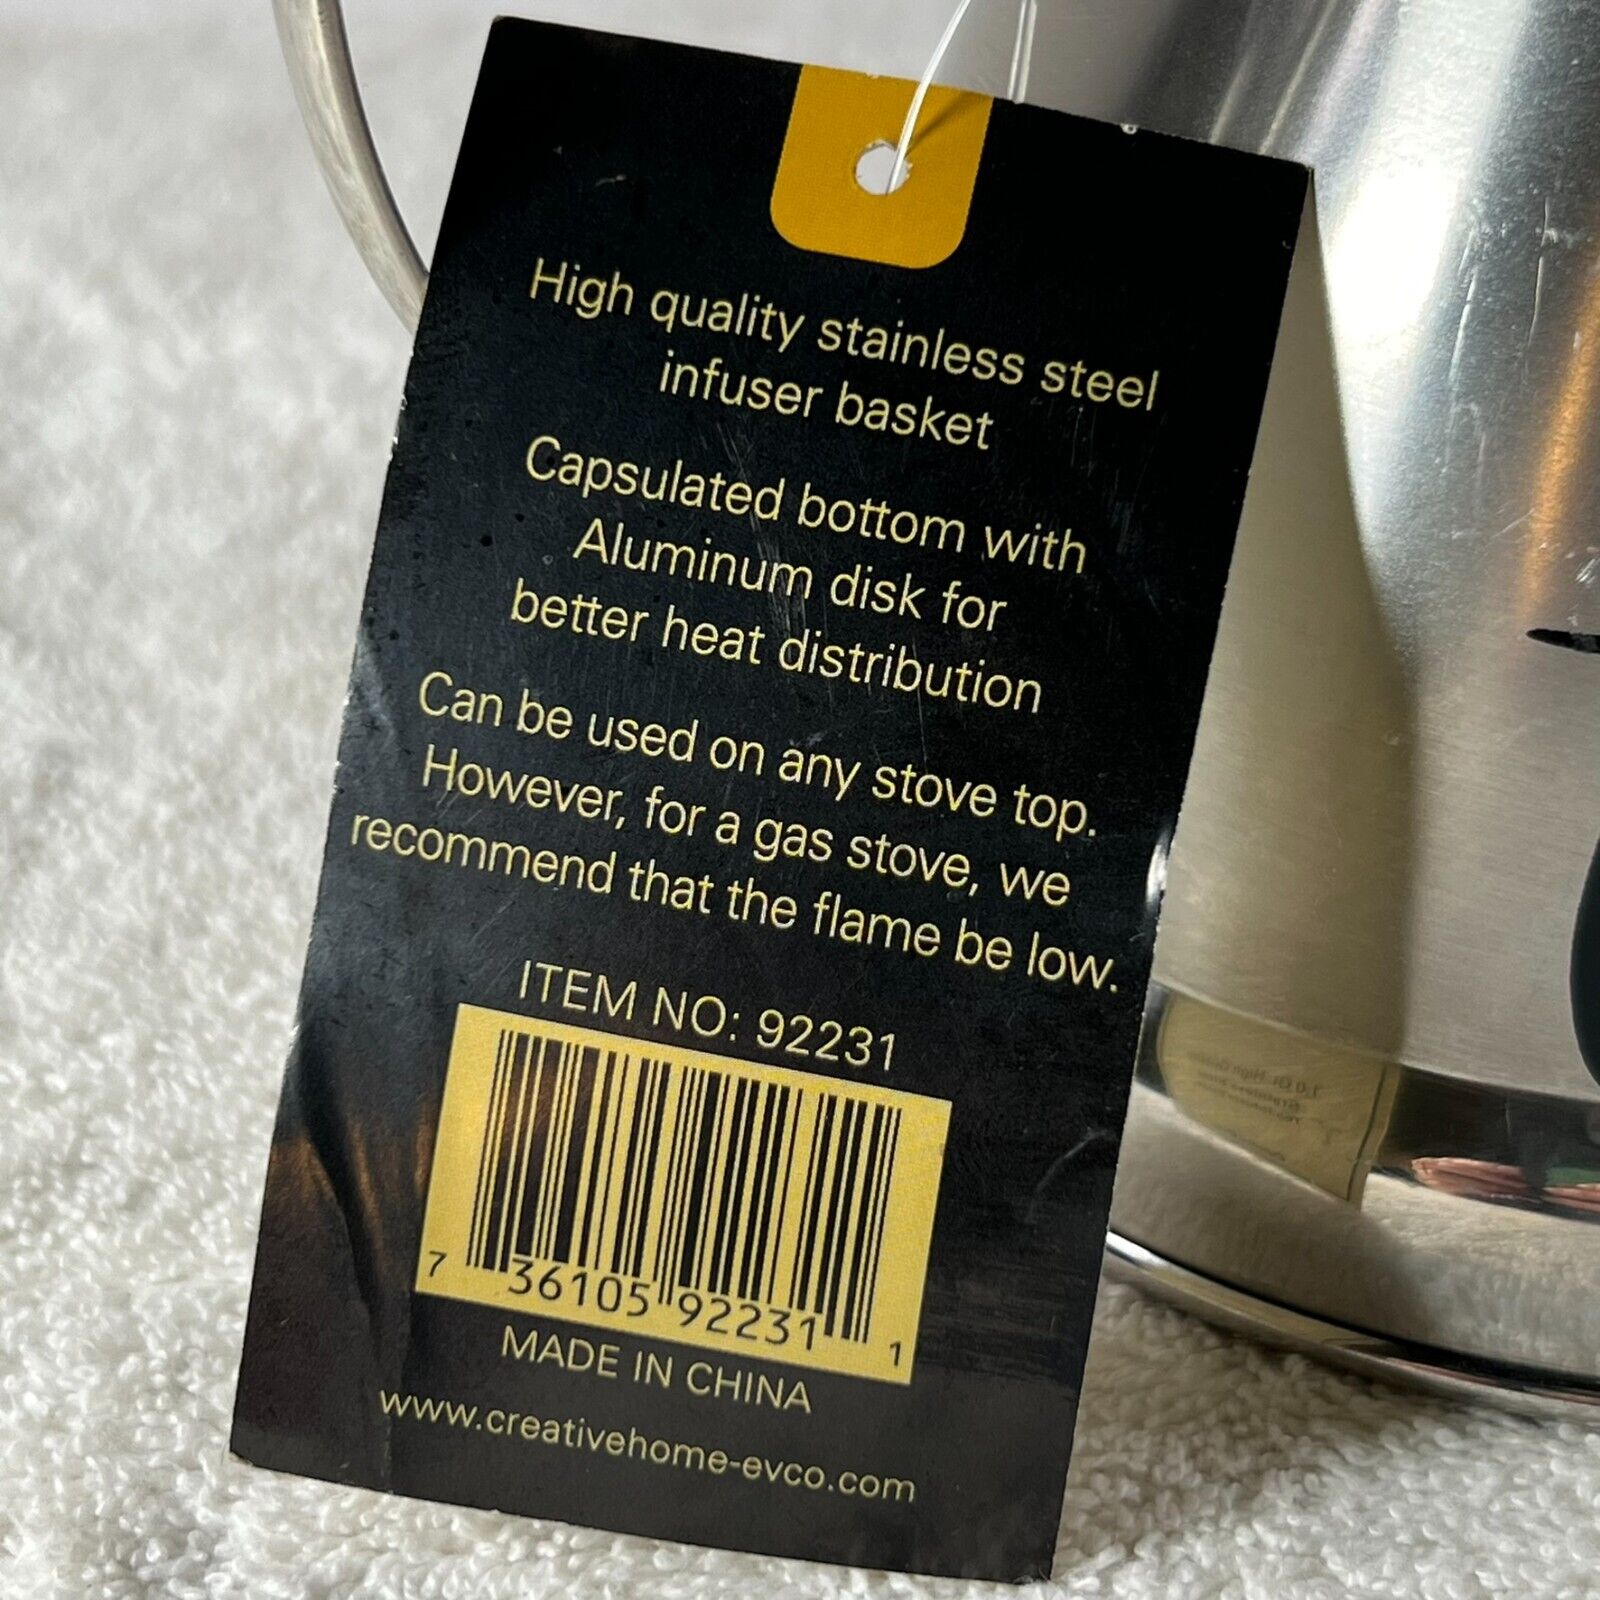 High quality stainless steel
infuser basket
Capsulated bottom with
Aluminum disk for
better heat distribution
Can be used on any stove top.
However, for a gas stove, we
recommend that the flame be low.
ITEM NO: 92231
7 36105 92231 1
MADE IN CHINA
www.creativehome-evco.com